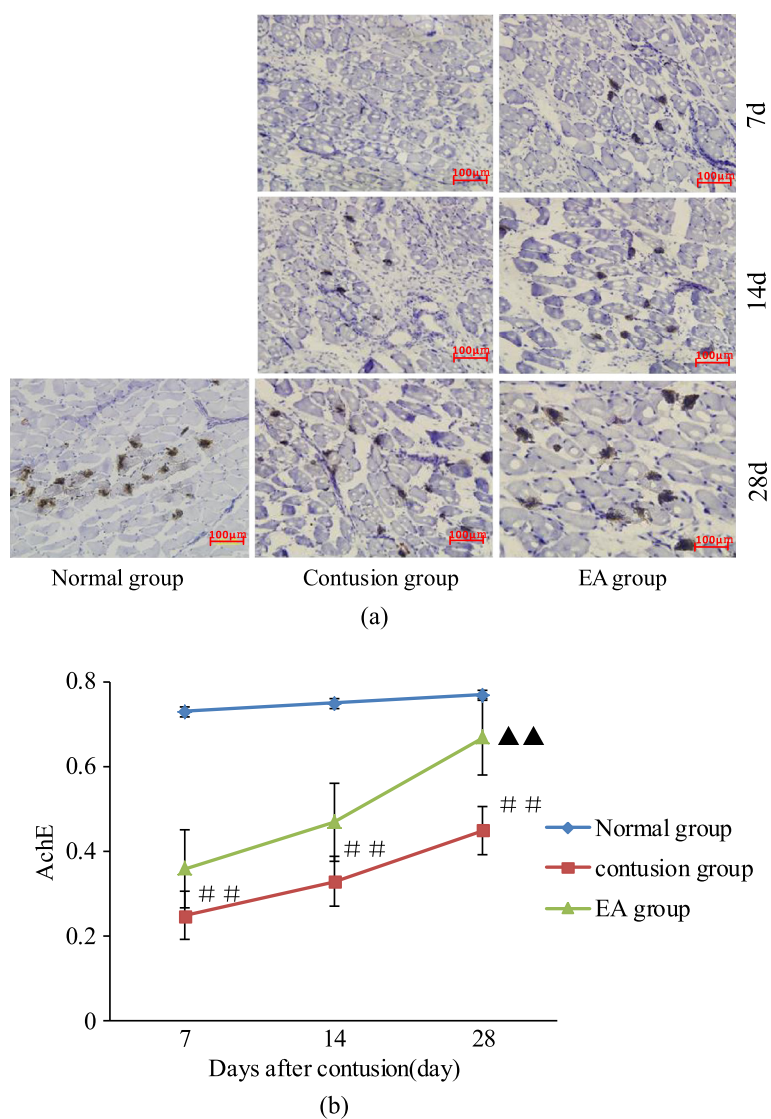 100μm
100μm
7d
100μm
100μm
14d
100μm
100μm
100μm
28d
Normal group
Contusion group
EA group
(a)
0.8
0.6
0.4
0.2
0
AchE
▲▲
# #
# #
# #
Normal group
contusion group
EA group
7
14
28
Days after contusion(day)
(b)